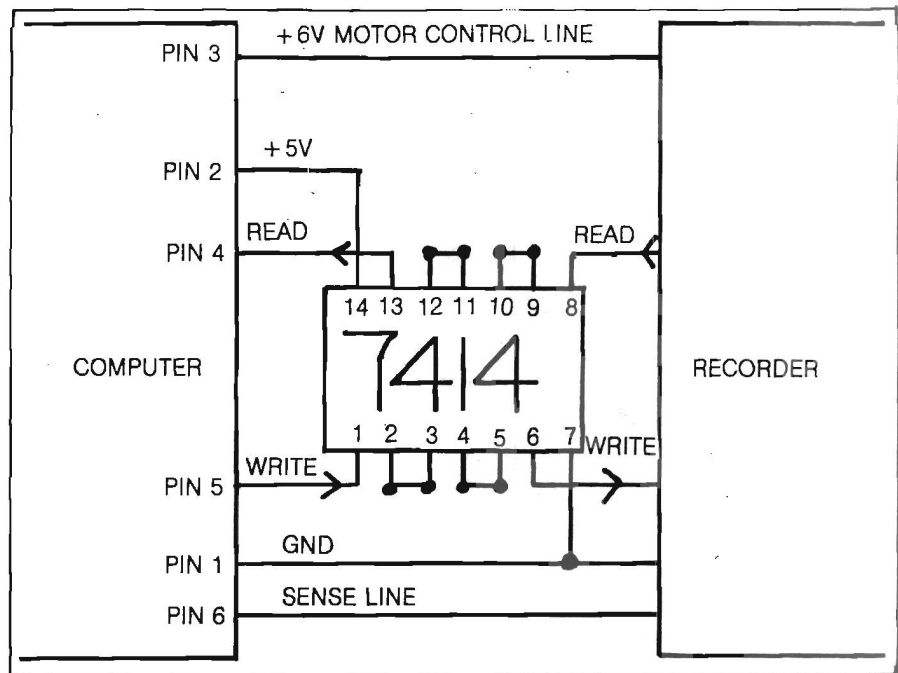 +6V MOTOR CONTROL LINE
PIN 3
+5V
PIN 2
READ
PIN 4
READ
14 13 12 11 10 9 8
COMPUTER
7414
RECORDER
1 2 3 4 5 6 7
WRITE
WRITE
PIN 5
GND
PIN 1
SENSE LINE
PIN 6